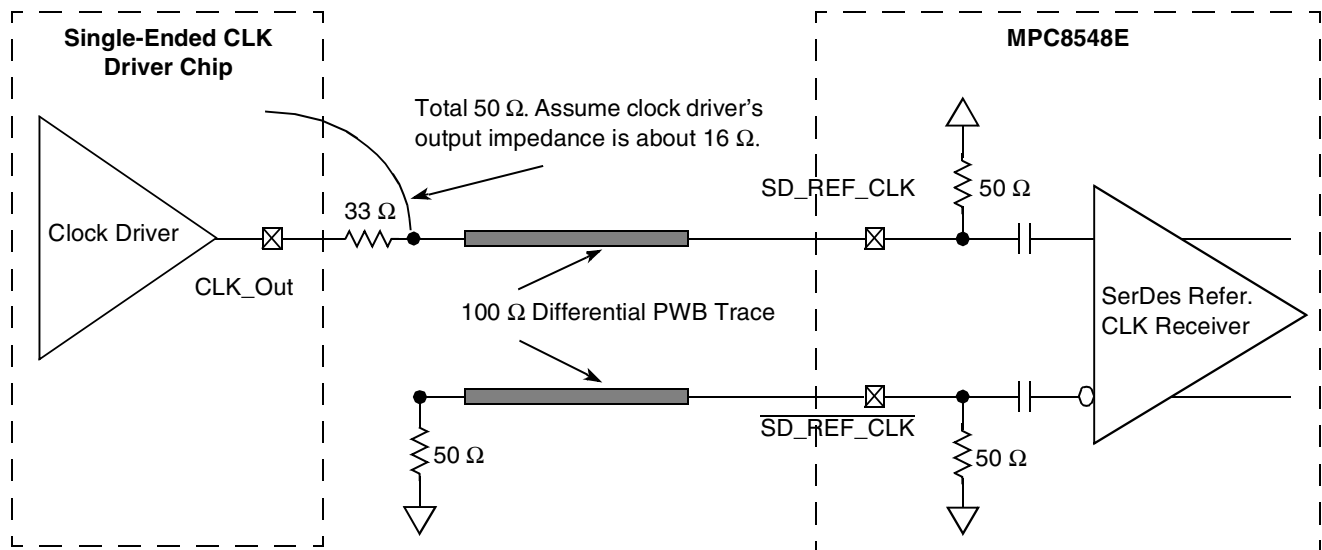 Single-Ended CLK
Driver Chip
MPC8548E
Total 50 Ω. Assume clock driver's
output impedance is about 16 Ω.
SD_REF_CLK
50 Ω
33 Ω
Clock Driver
CLK_Out
100 Ω Differential PWB Trace
SerDes Refer.
CLK Receiver
SD_REF_CLK
50 Ω
50 Ω